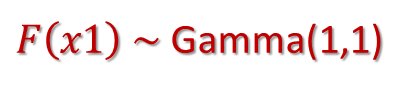 F(x1) ~ Gamma(1,1)